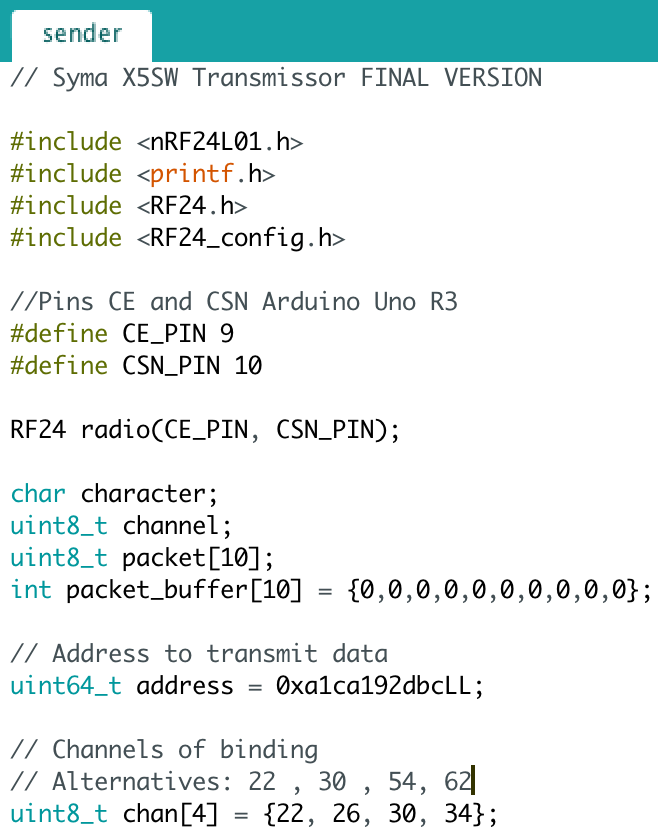 sender
// Syma X5SW Transmissor FINAL VERSION
#include <nRF24L01.h>
#include <printf.h>
#include <RF24.h>
#include <RF24_config.h>
//Pins CE and CSN Arduino Uno R3
#define CE_PIN 9
#define CSN_PIN 10
RF24 radio(CE_PIN, CSN_PIN);
char character;
uint8_t channel;
uint8_t packet[10];
int packet_buffer[10] = {0,0,0,0,0,0,0,0,0,0};
// Address to transmit data
uint64_t address = 0xa1ca192dbcLL;
// Channels of binding
// Alternatives: 22 , 30 , 54, 62
uint8_t chan[4] = {22, 26, 30, 34};